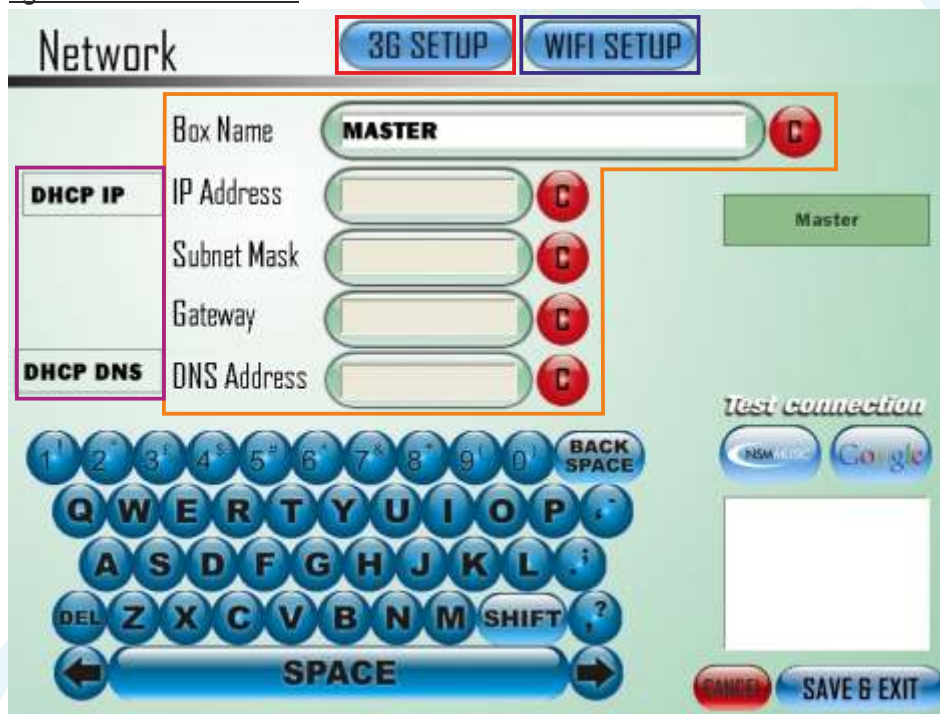 Network
3G SETUP
WIFI SETUP
Box Name MASTER C
DHCP IP IP Address C
Master
Subnet Mask C
Gateway C
DHCP DNS DNS Address C
Test connection
NSM
Google
1 ! 2 " 3 £ 4 $ 5 # 6 ^ 7 & 8 * 9 ( 0 ) BACK SPACE
Q W E R T Y U I O P
A S D F G H J K L . ;
DEL Z X C V B N M SHIFT , ?
SPACE
CANCEL SAVE & EXIT